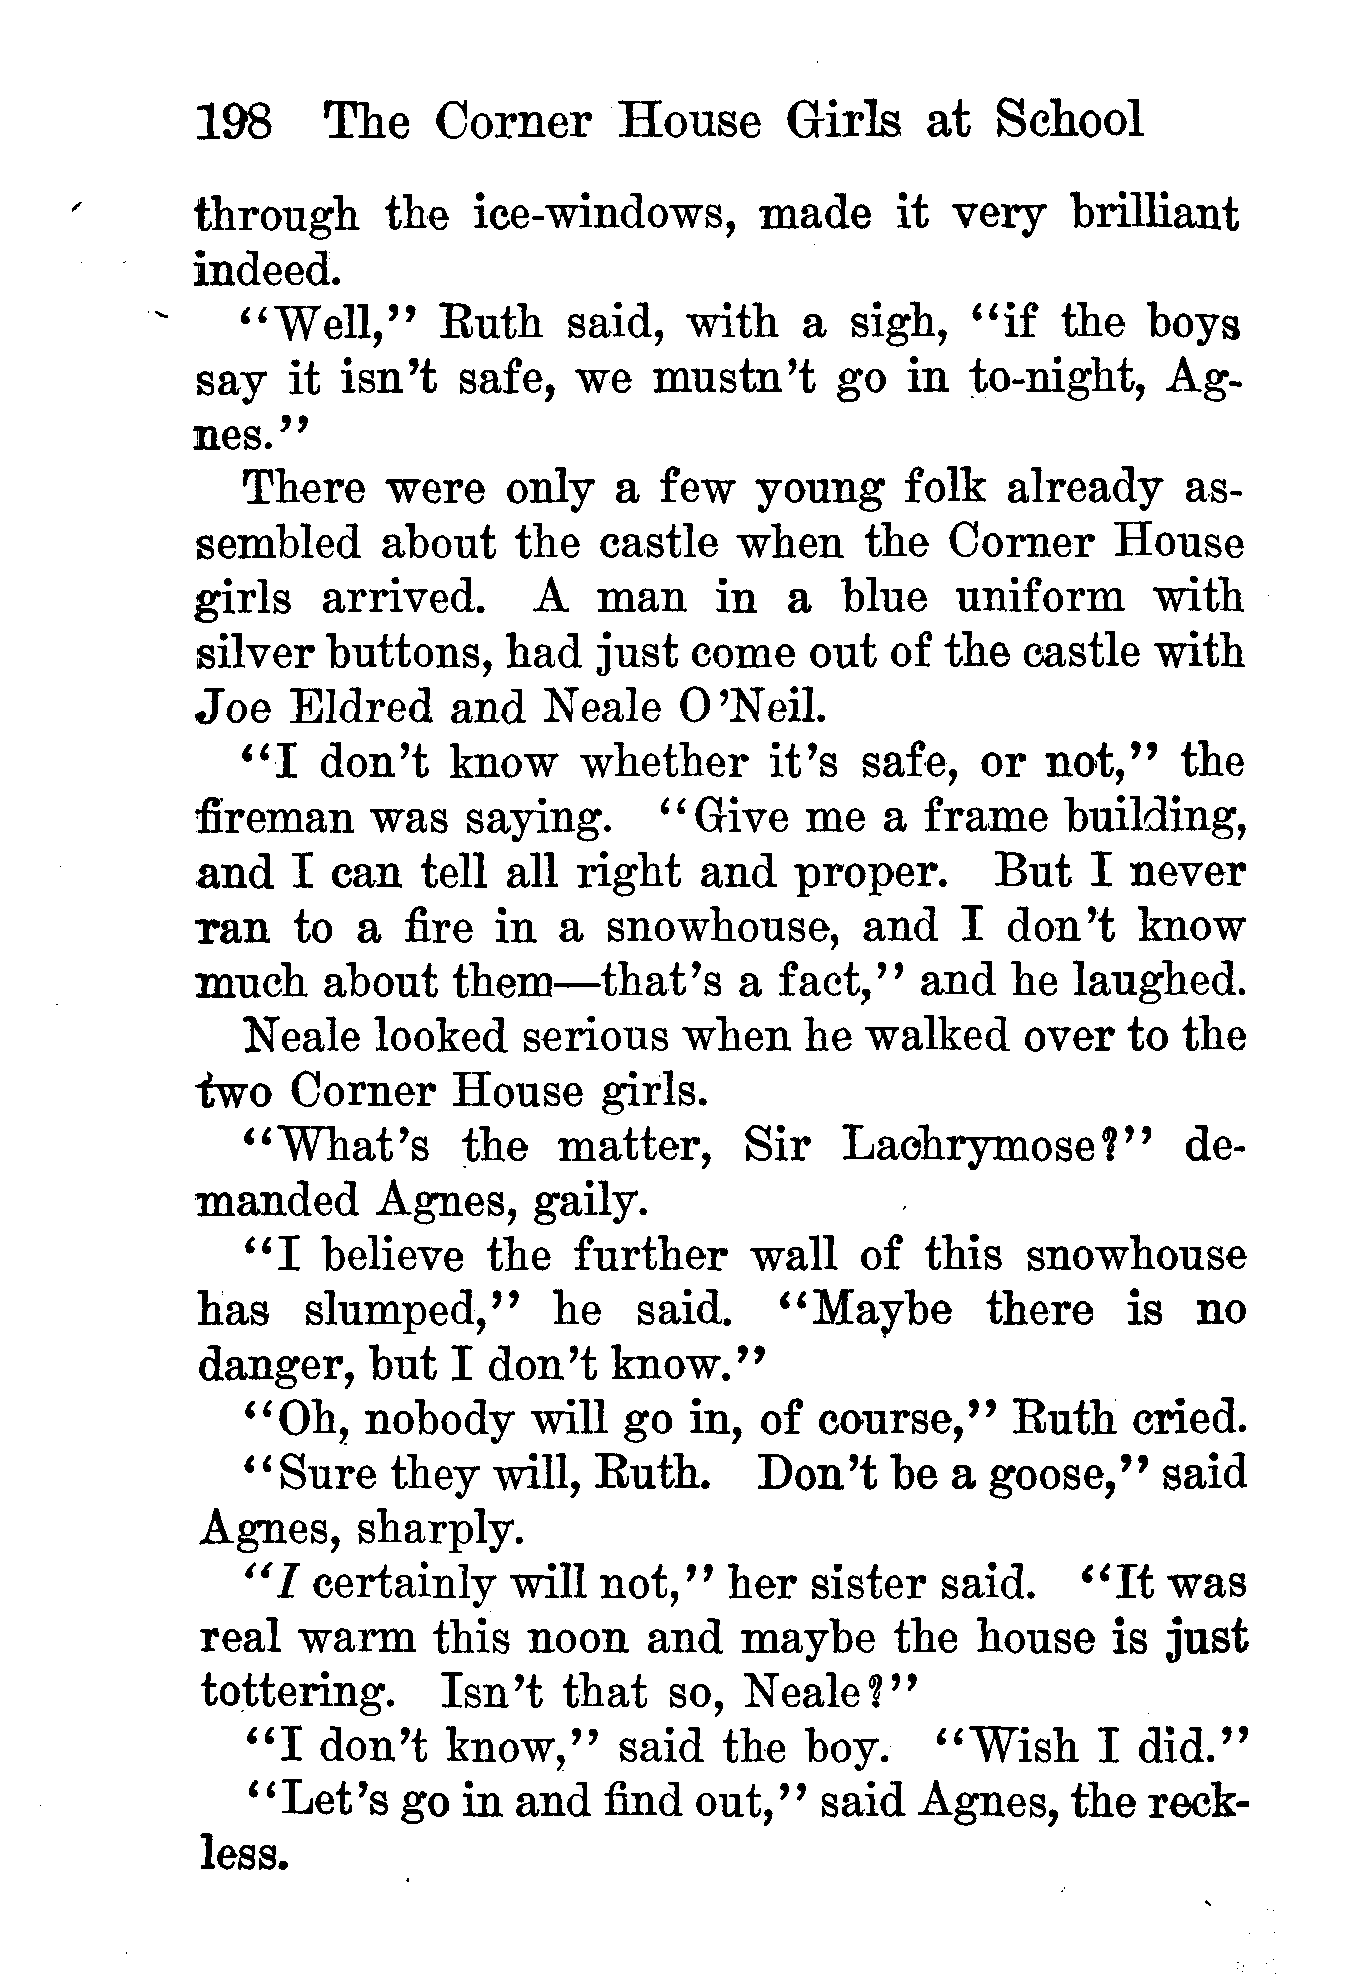 198 The Corner House Girls at School
through the ice-windows, made it very brilliant
indeed.
"Well," Ruth said, with a sigh, "if the boys
say it isn't safe, we mustn't go in to-night, Ag-
nes."
There were only a few young folk already as-
sembled about the castle when the Corner House
girls arrived. A man in a blue uniform with
silver buttons, had just come out of the castle with
Joe Eldred and Neale O'Neil.
"I don't know whether it's safe, or not," the
fireman was saying. "Give me a frame building,
and I can tell all right and proper. But I never
ran to a fire in a snowhouse, and I don't know
much about them—that's a fact," and he laughed.
Neale looked serious when he walked over to the
two Corner House girls.
"What's the matter, Sir Lachrymose?" de-
manded Agnes, gaily.
"I believe the further wall of this snowhouse
has slumped," he said. "Maybe there is no
danger, but I don't know."
"Oh, nobody will go in, of course," Ruth cried.
"Sure they will, Ruth. Don't be a goose," said
Agnes, sharply.
"I certainly will not," her sister said. "It was
real warm this noon and maybe the house is just
tottering. Isn't that so, Neale?"
"I don't know," said the boy. "Wish I did."
"Let's go in and find out," said Agnes, the reck-
less.